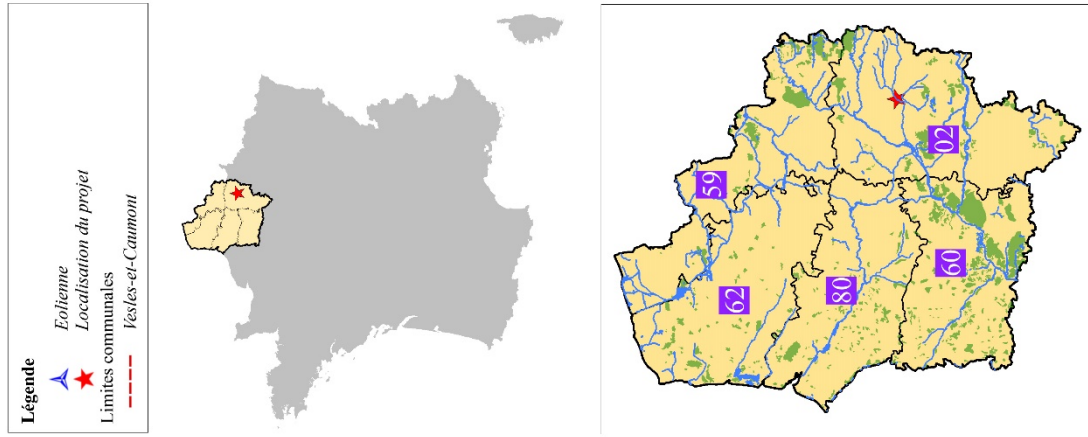 Légende
Eolienne
Localisation du projet
Limites communales
Vesles-et-Caumont
59
62
80
02
60